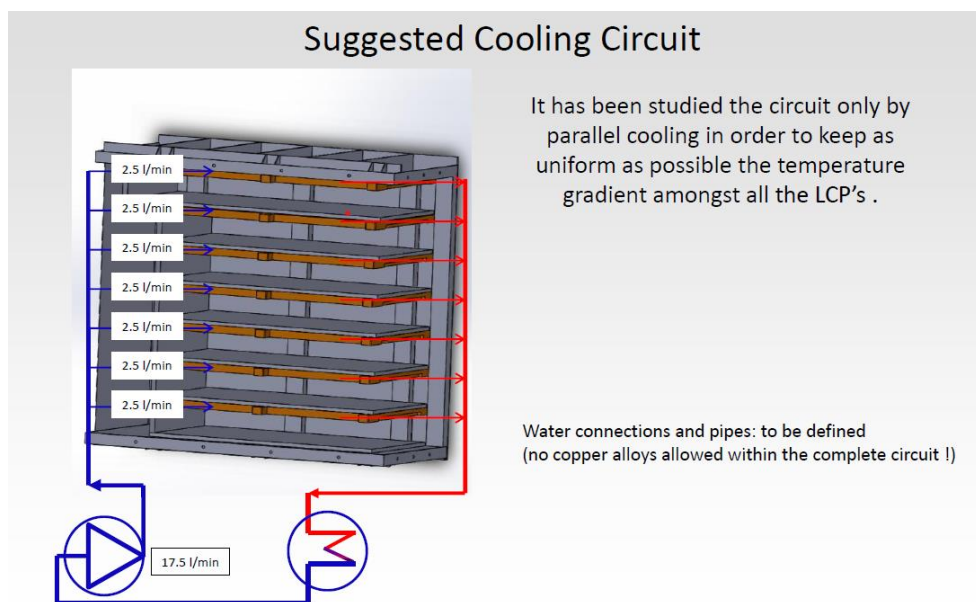 Suggested Cooling Circuit
It has been studied the circuit only by
parallel cooling in order to keep as
uniform as possible the temperature
gradient amongst all the LCP's .
2.5 l/min
2.5 l/min
2.5 l/min
2.5 l/min
2.5 l/min
2.5 l/min
2.5 l/min
Water connections and pipes: to be defined
(no copper alloys allowed within the complete circuit !)
17.5 l/min